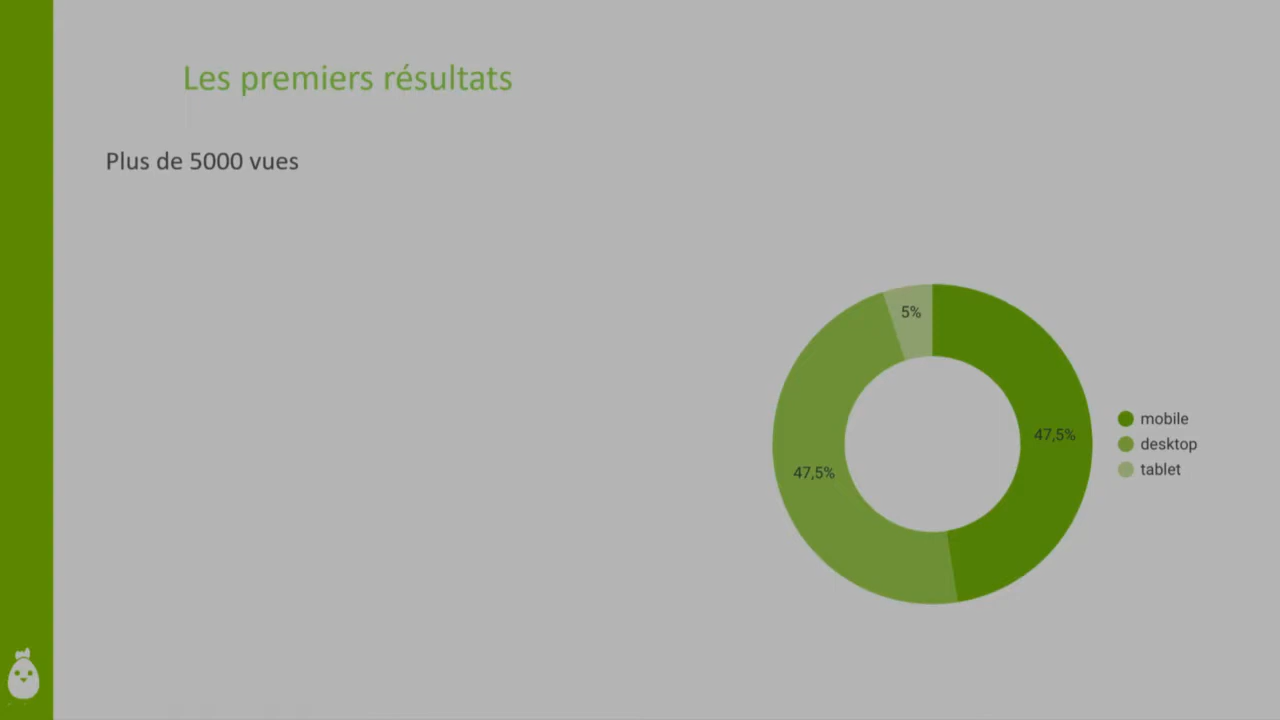 Les premiers résultats
Plus de 5000 vues
5%
47,5%
47,5%
mobile
desktop
tablet